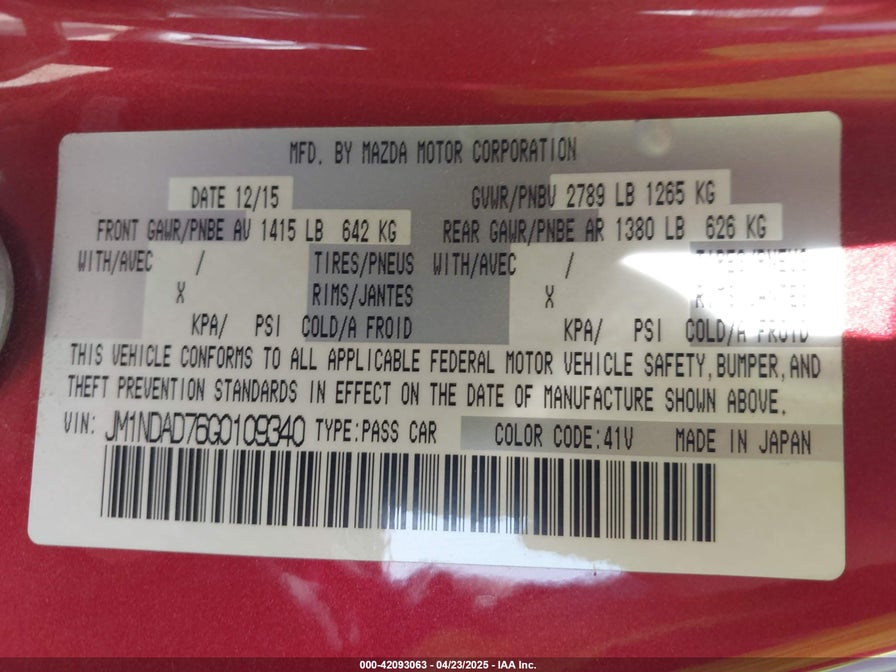 MFD. BY MAZDA MOTOR CORPORATION
DATE 12/15 GVWR/PNBV 2789 LB 1265 KG
FRONT GAWR/PNBE AV 1415 LB 642 KG REAR GAWR/PNBE AR 1380 LB 626 KG
WITH/AVEC / TIRES/PNEUS WITH/AVEC / TIRES/PNEUS
X RIMS/JANTES X RIMS/JANTES
KPA/ PSI COLD/A FROID KPA/ PSI COLD/A FROID
THIS VEHICLE CONFORMS TO ALL APPLICABLE FEDERAL MOTOR VEHICLE SAFETY, BUMPER, AND
THEFT PREVENTION STANDARDS IN EFFECT ON THE DATE OF MANUFACTURE SHOWN ABOVE.
VIN: JM1NDAD76G0109340 TYPE:PASS CAR COLOR CODE:41V MADE IN JAPAN
000-42093063 - 04/23/2025 - IAA Inc.